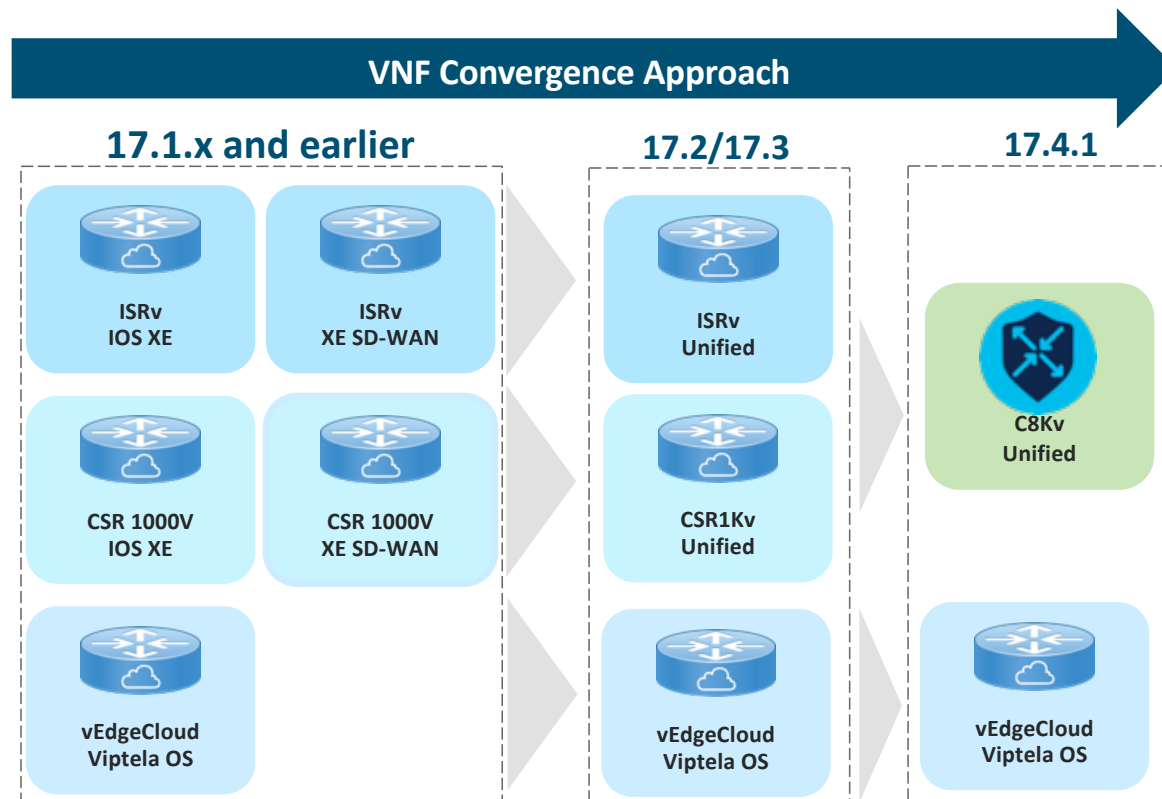 VNF Convergence Approach
17.1.x and earlier
17.2/17.3
17.4.1
ISRv
IOS XE
ISRv
XE SD-WAN
ISRv
Unified
C8Kv
Unified
CSR 1000V
IOS XE
CSR 1000V
XE SD-WAN
CSR1Kv
Unified
vEdgeCloud
Viptela OS
vEdgeCloud
Viptela OS
vEdgeCloud
Viptela OS